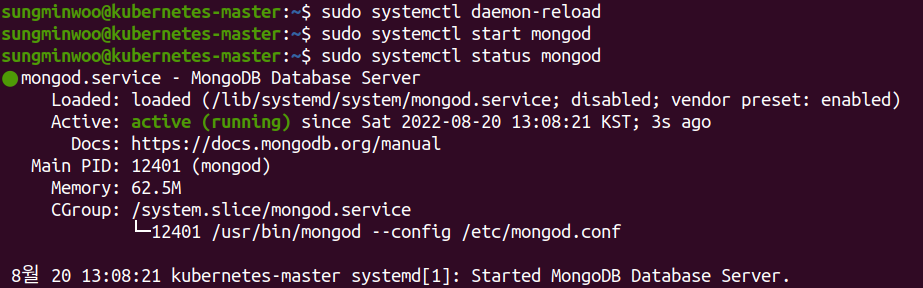 sungminwoo@kubernetes-master:~$ sudo systemctl daemon-reload
sungminwoo@kubernetes-master:~$ sudo systemctl start mongod
sungminwoo@kubernetes-master:~$ sudo systemctl status mongod
● mongod.service - MongoDB Database Server
     Loaded: loaded (/lib/systemd/system/mongod.service; disabled; vendor preset: enabled)
     Active: active (running) since Sat 2022-08-20 13:08:21 KST; 3s ago
       Docs: https://docs.mongodb.org/manual
   Main PID: 12401 (mongod)
     Memory: 62.5M
     CGroup: /system.slice/mongod.service
             └─12401 /usr/bin/mongod --config /etc/mongod.conf
 8월 20 13:08:21 kubernetes-master systemd[1]: Started MongoDB Database Server.